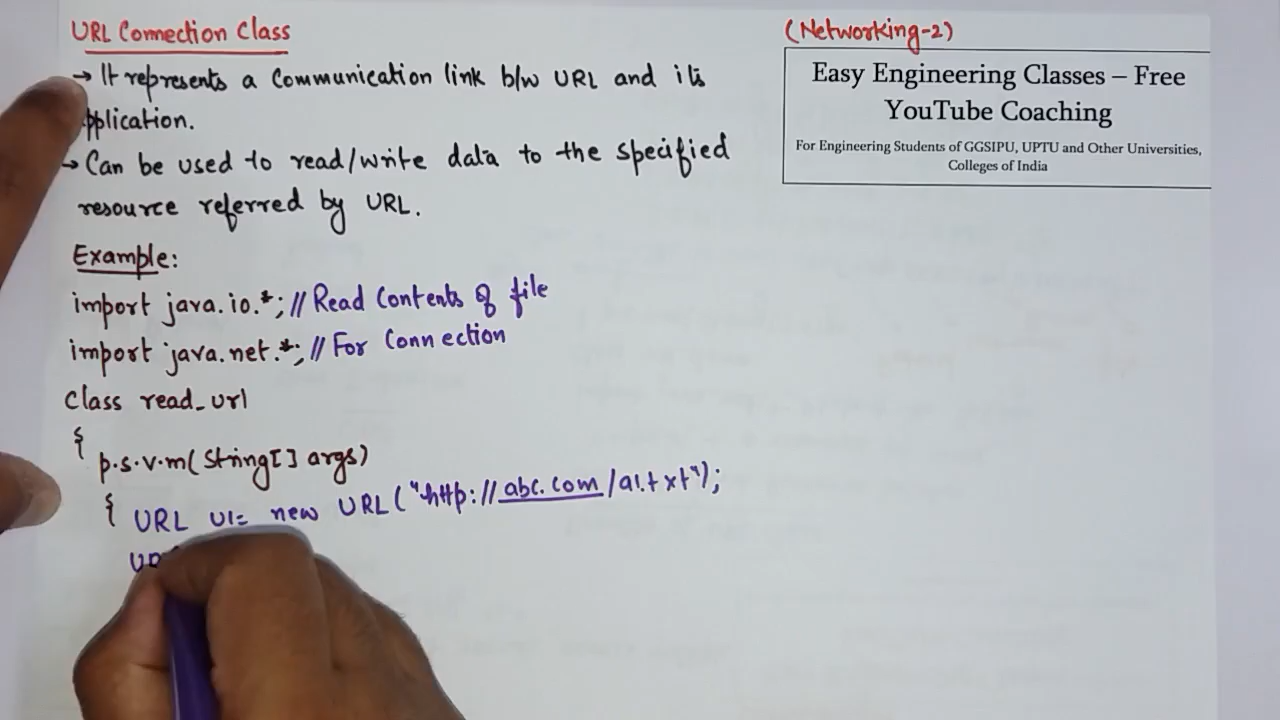 URL Connection Class
(Networking-2)
Easy Engineering Classes – Free
YouTube Coaching
For Engineering Students of GGSIPU, UPTU and Other Universities,
Colleges of India
→ It represents a Communication link b/w URL and its
pplication.
→ Can be used to read/write data to the specified
resource referred by URL.
Example:
import java.io.*; // Read Contents of file
import java.net.*; // For Connection
Class read_url
{
p.s.v.m(String[] args)
{ URL u1= new URL("http://abc.com/a1.txt");
UR